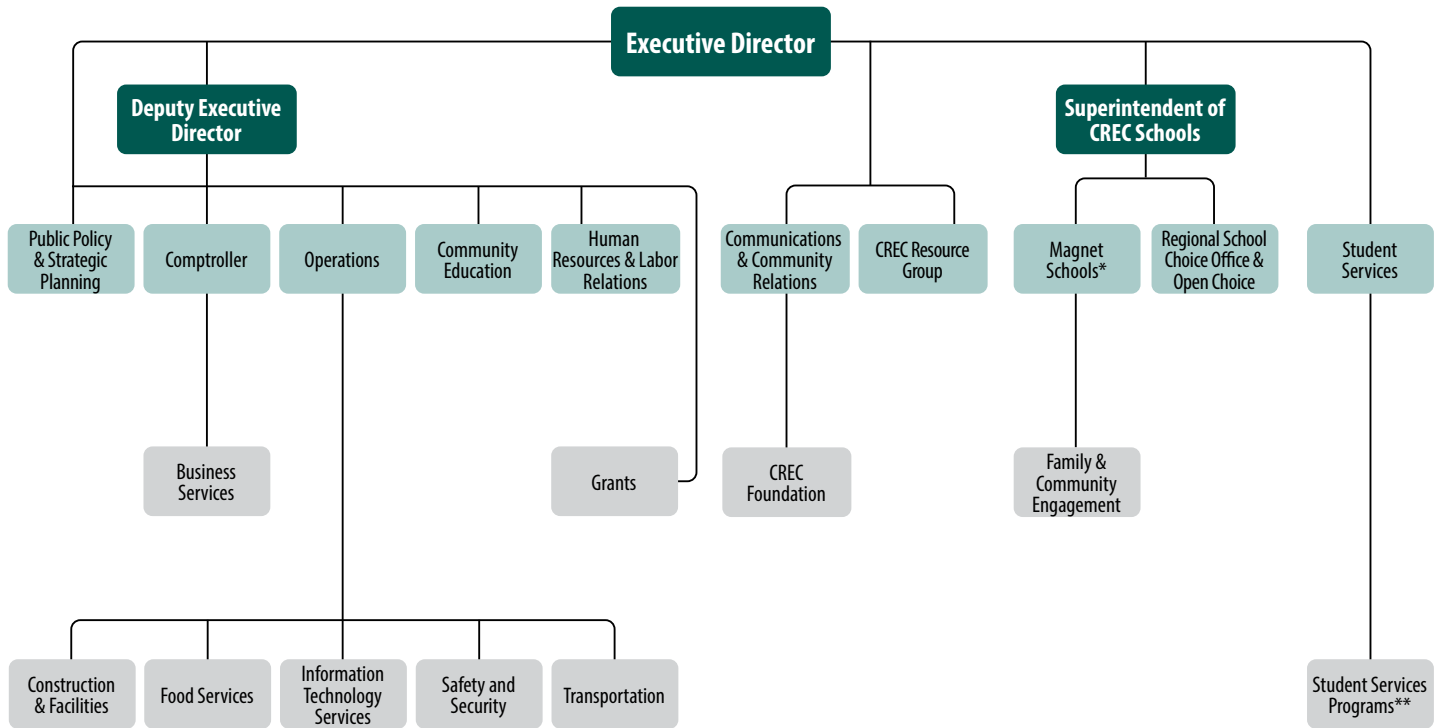 Executive Director
Deputy Executive
Director
Superintendent of
CREC Schools
Public Policy
& Strategic
Planning
Comptroller
Operations
Community
Education
Human
Resources & Labor
Relations
Communications
& Community
Relations
CREC Resource
Group
Magnet
Schools*
Regional School
Choice Office &
Open Choice
Student
Services
Business
Services
Grants
CREC
Foundation
Family &
Community
Engagement
Construction
& Facilities
Food Services
Information
Technology
Services
Safety and
Security
Transportation
Student Services
Programs**